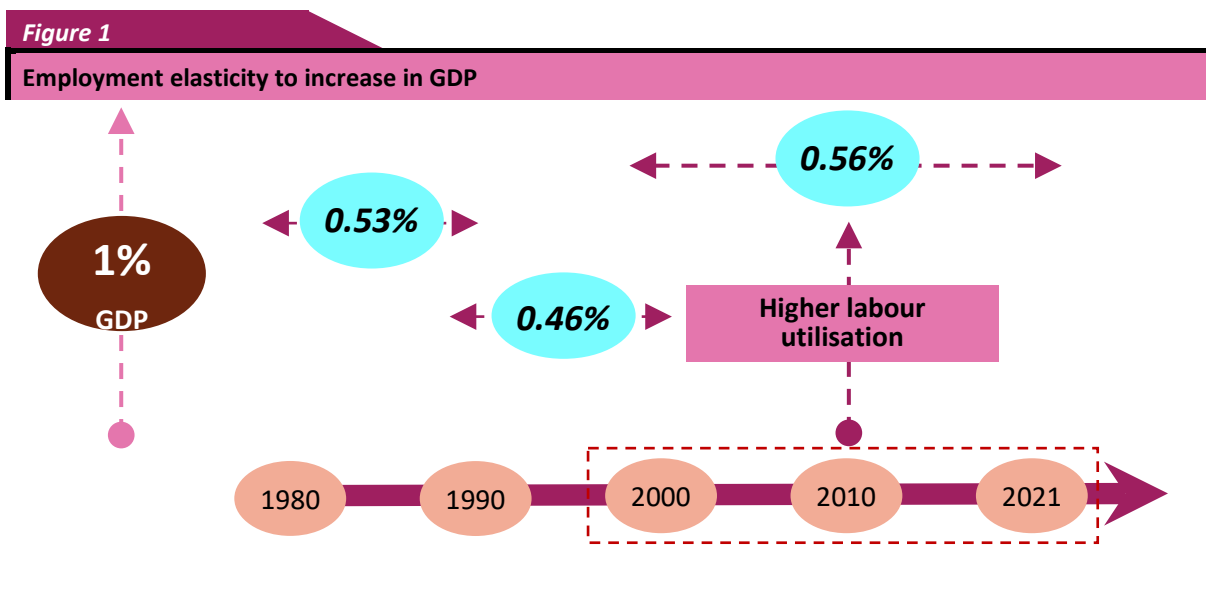 Figure 1
Employment elasticity to increase in GDP
0.56%
0.53%
1%
GDP
0.46%
Higher labour
utilisation
1980
1990
2000
2010
2021